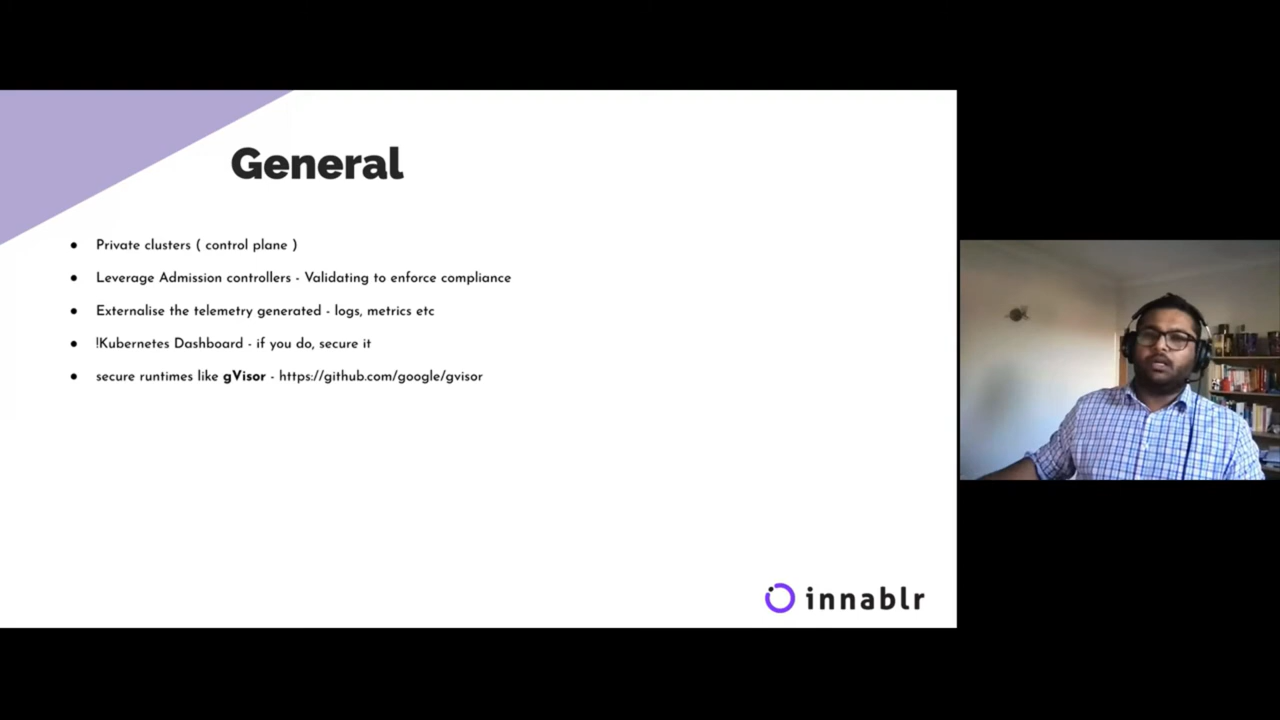 General
● Private clusters ( control plane )
● Leverage Admission controllers - Validating to enforce compliance
● Externalise the telemetry generated - logs, metrics etc
● !Kubernetes Dashboard - if you do, secure it
● secure runtimes like gVisor - https://github.com/google/gvisor
innablr